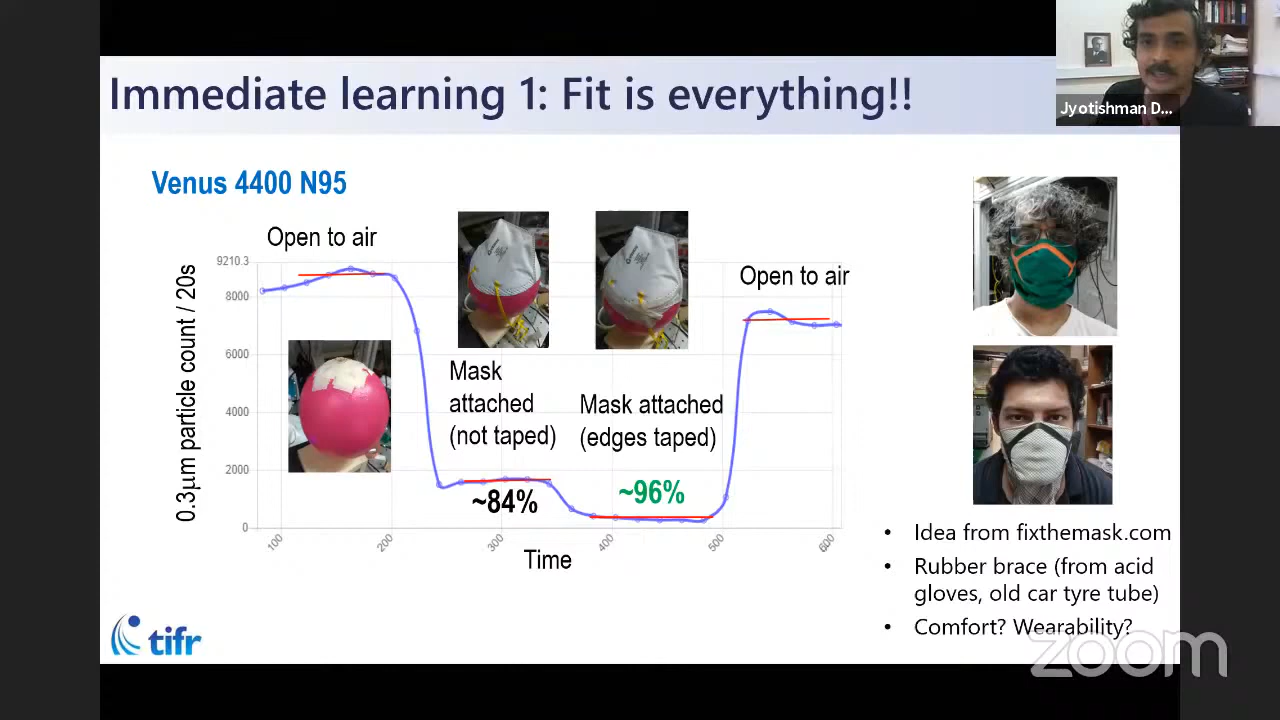 Immediate learning 1: Fit is everything!!
Jyotishman D...
Venus 4400 N95
Open to air
9210.3
8000
6000
4000
2000
0
0.3μm particle count / 20s
Mask
attached
(not taped)
~84%
Mask attached
(edges taped)
~96%
Open to air
100
200
300
400
500
600
Time
• Idea from fixthemask.com
• Rubber brace (from acid
gloves, old car tyre tube)
• Comfort? Wearability?
tifr
zoom